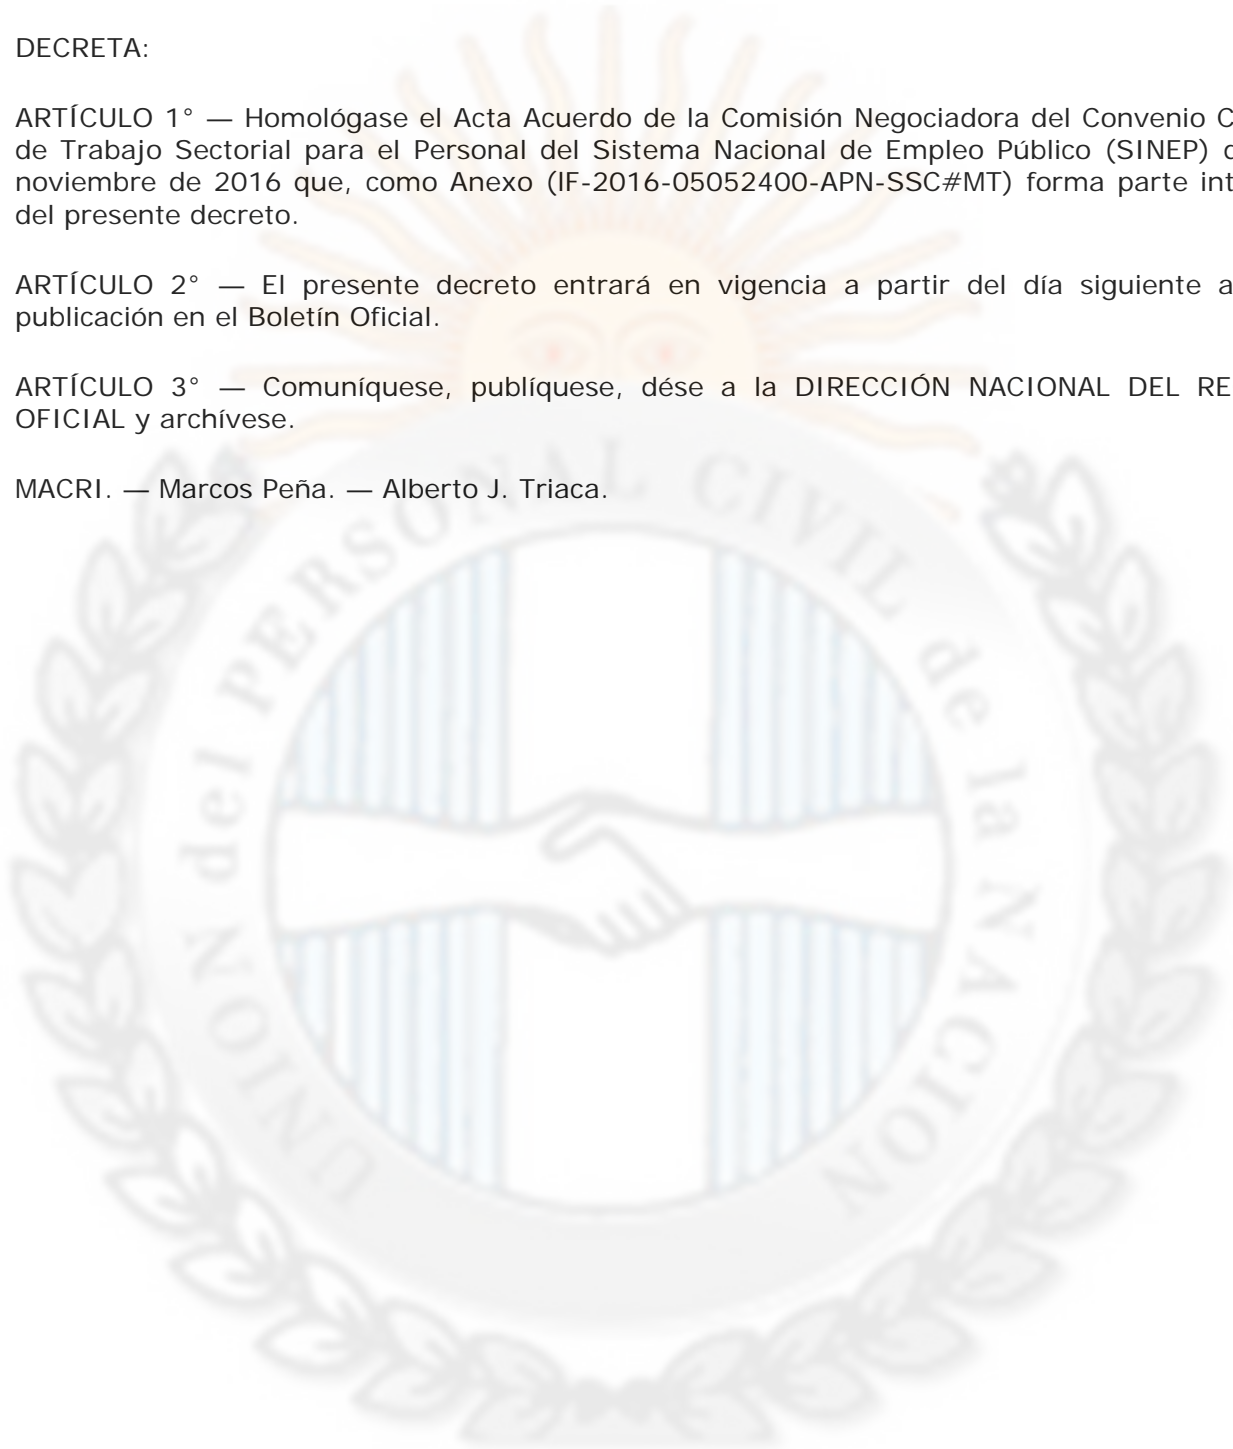 DECRETA:
ARTÍCULO 1° — Homológase el Acta Acuerdo de la Comisión Negociadora del Convenio C
de Trabajo Sectorial para el Personal del Sistema Nacional de Empleo Público (SINEP)
noviembre de 2016 que, como Anexo (IF-2016-05052400-APN-SSC#MT) forma parte int
del presente decreto.
ARTÍCULO 2° — El presente decreto entrará en vigencia a partir del día siguiente a
publicación en el Boletín Oficial.
ARTÍCULO 3° — Comuníquese, publíquese, dése a la DIRECCIÓN NACIONAL DEL RE
OFICIAL y archívese.
MACRI. — Marcos Peña. — Alberto J. Triaca.
UNION del PERSONAL CIVIL de la NACION